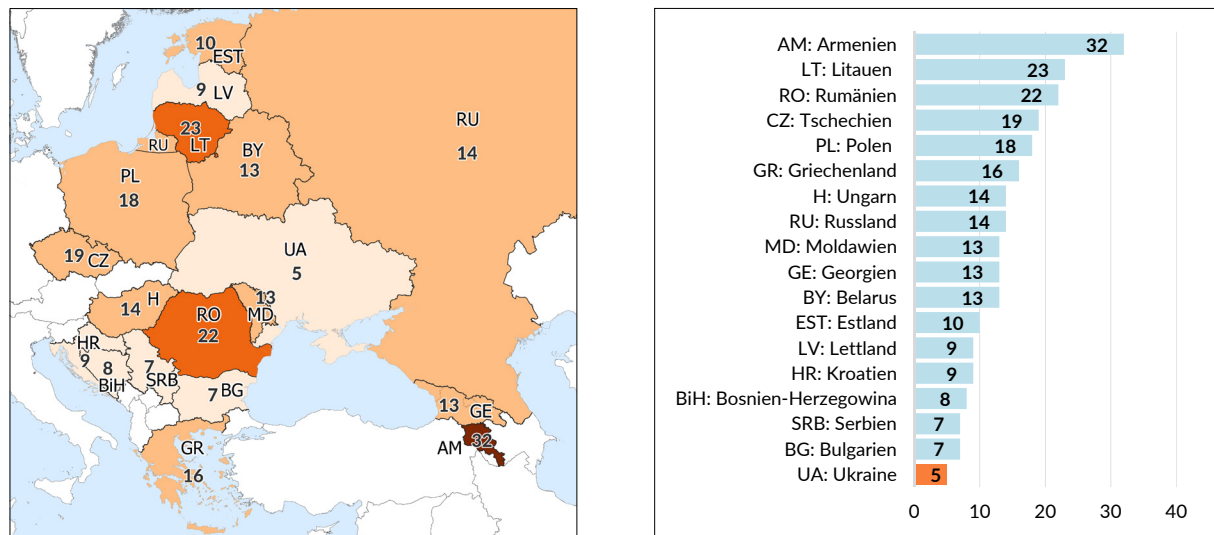 10
EST
9 LV
23
LT
RU
RU
14
BY
13
PL
18
19 CZ
UA
5
H
14
13
MD
RO
22
HR
9
8
BiH
7
SRB
7 BG
13
GE
AM
32
GR
16
AM: Armenien 32
LT: Litauen 23
RO: Rumänien 22
CZ: Tschechien 19
PL: Polen 18
GR: Griechenland 16
H: Ungarn 14
RU: Russland 14
MD: Moldawien 13
GE: Georgien 13
BY: Belarus 13
EST: Estland 10
LV: Lettland 9
HR: Kroatien 9
BiH: Bosnien-Herzegowina 8
SRB: Serbien 7
BG: Bulgarien 7
UA: Ukraine 5
0 10 20 30 40